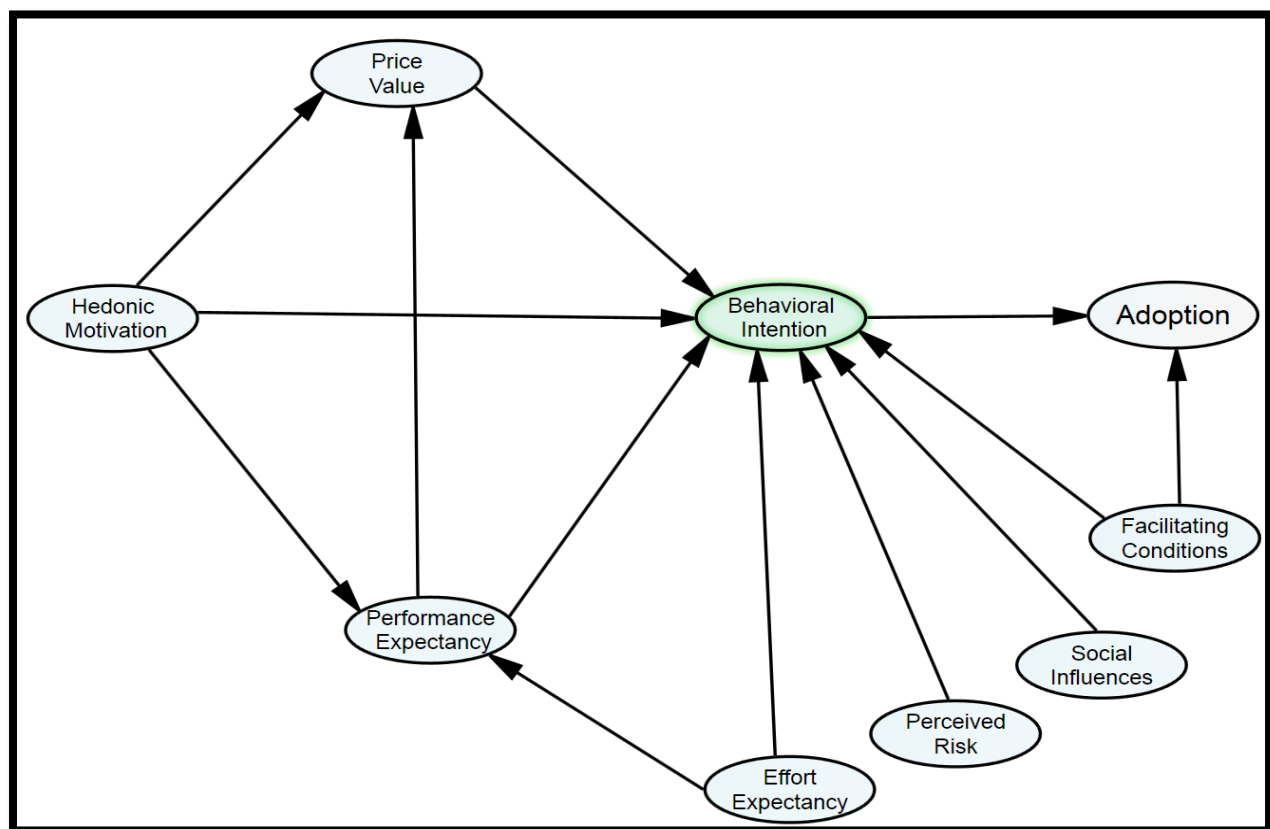 Price
Value
Hedonic
Motivation
Behavioral
Intention
Adoption
Facilitating
Conditions
Performance
Expectancy
Social
Influences
Perceived
Risk
Effort
Expectancy